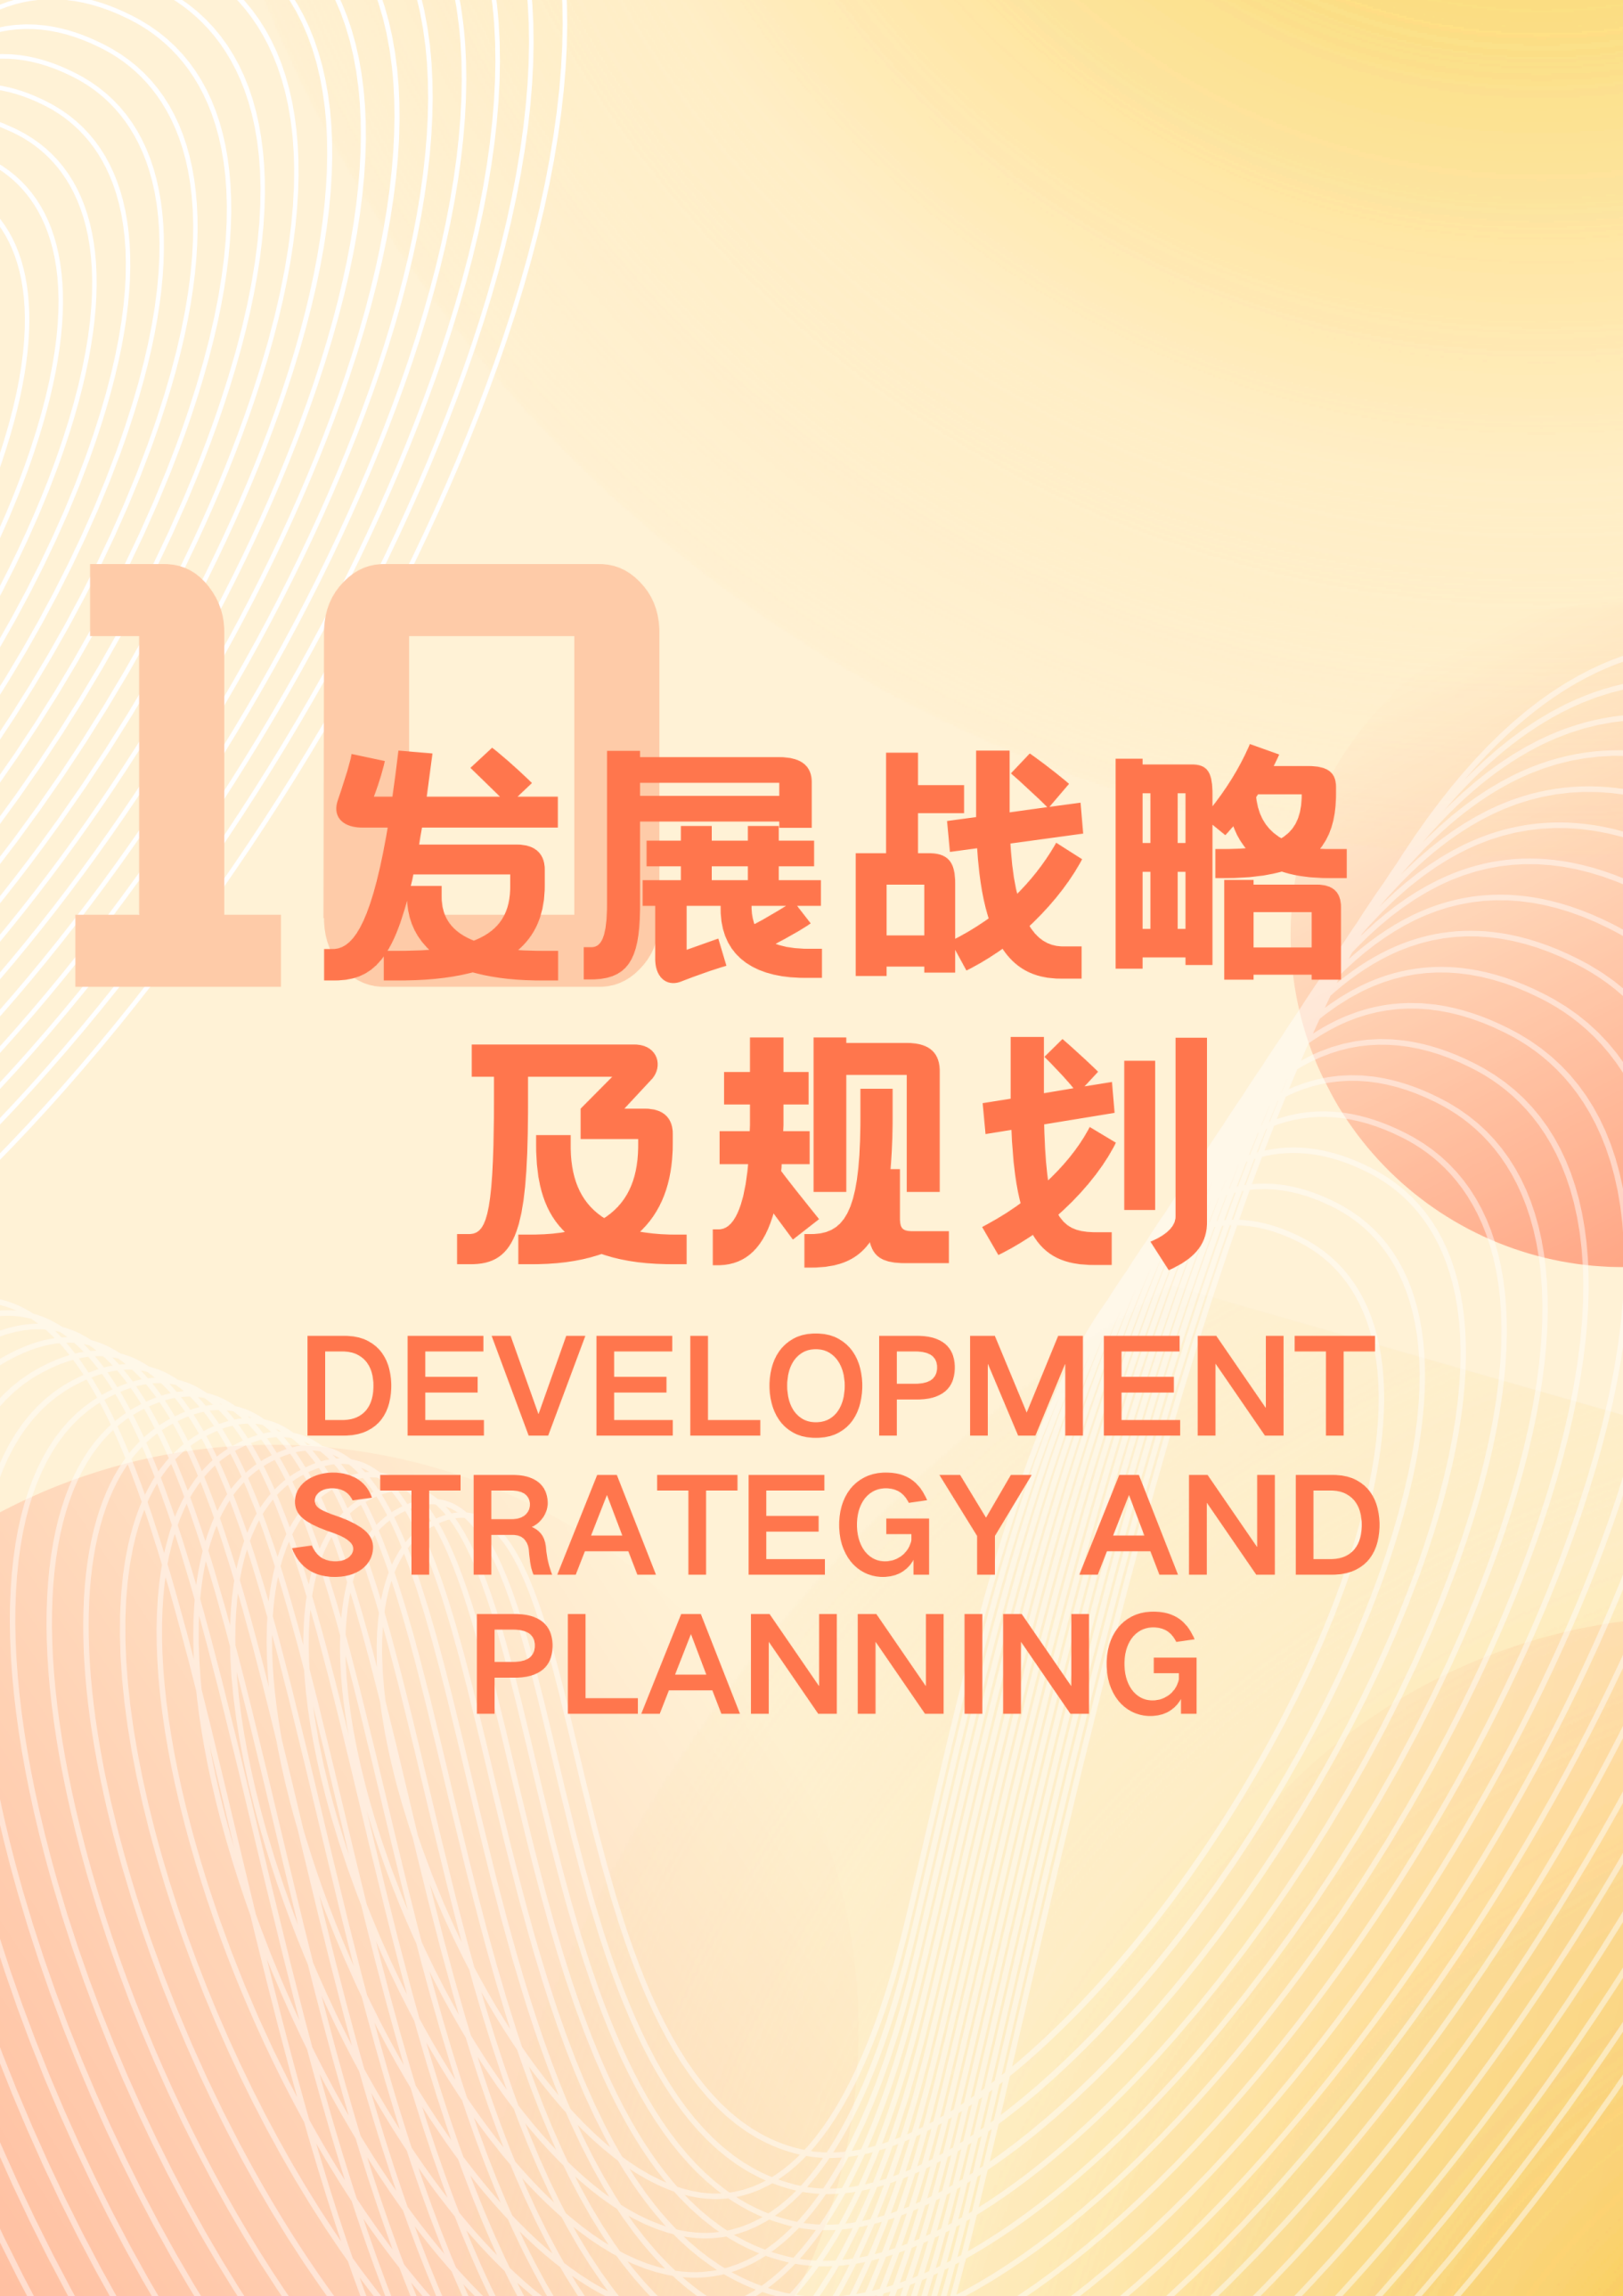 10
发展战略
及规划
DEVELOPMENT
STRATEGY AND
PLANNING